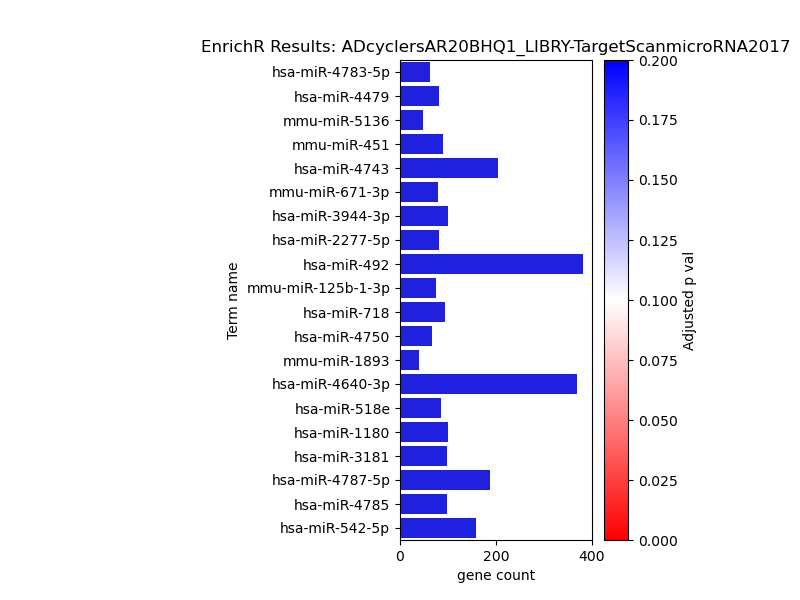 EnrichR Results: ADcyclersAR20BHQ1_LIBRY-TargetScanmicroRNA2017
hsa-miR-4783-5p
hsa-miR-4479
mmu-miR-5136
mmu-miR-451
hsa-miR-4743
mmu-miR-671-3p
hsa-miR-3944-3p
hsa-miR-2277-5p
hsa-miR-492
mmu-miR-125b-1-3p
hsa-miR-718
hsa-miR-4750
mmu-miR-1893
hsa-miR-4640-3p
hsa-miR-518e
hsa-miR-1180
hsa-miR-3181
hsa-miR-4787-5p
hsa-miR-4785
hsa-miR-542-5p
Term name
0 200 400
gene count
0.200
0.175
0.150
0.125
0.100
0.075
0.050
0.025
0.000
Adjusted p val